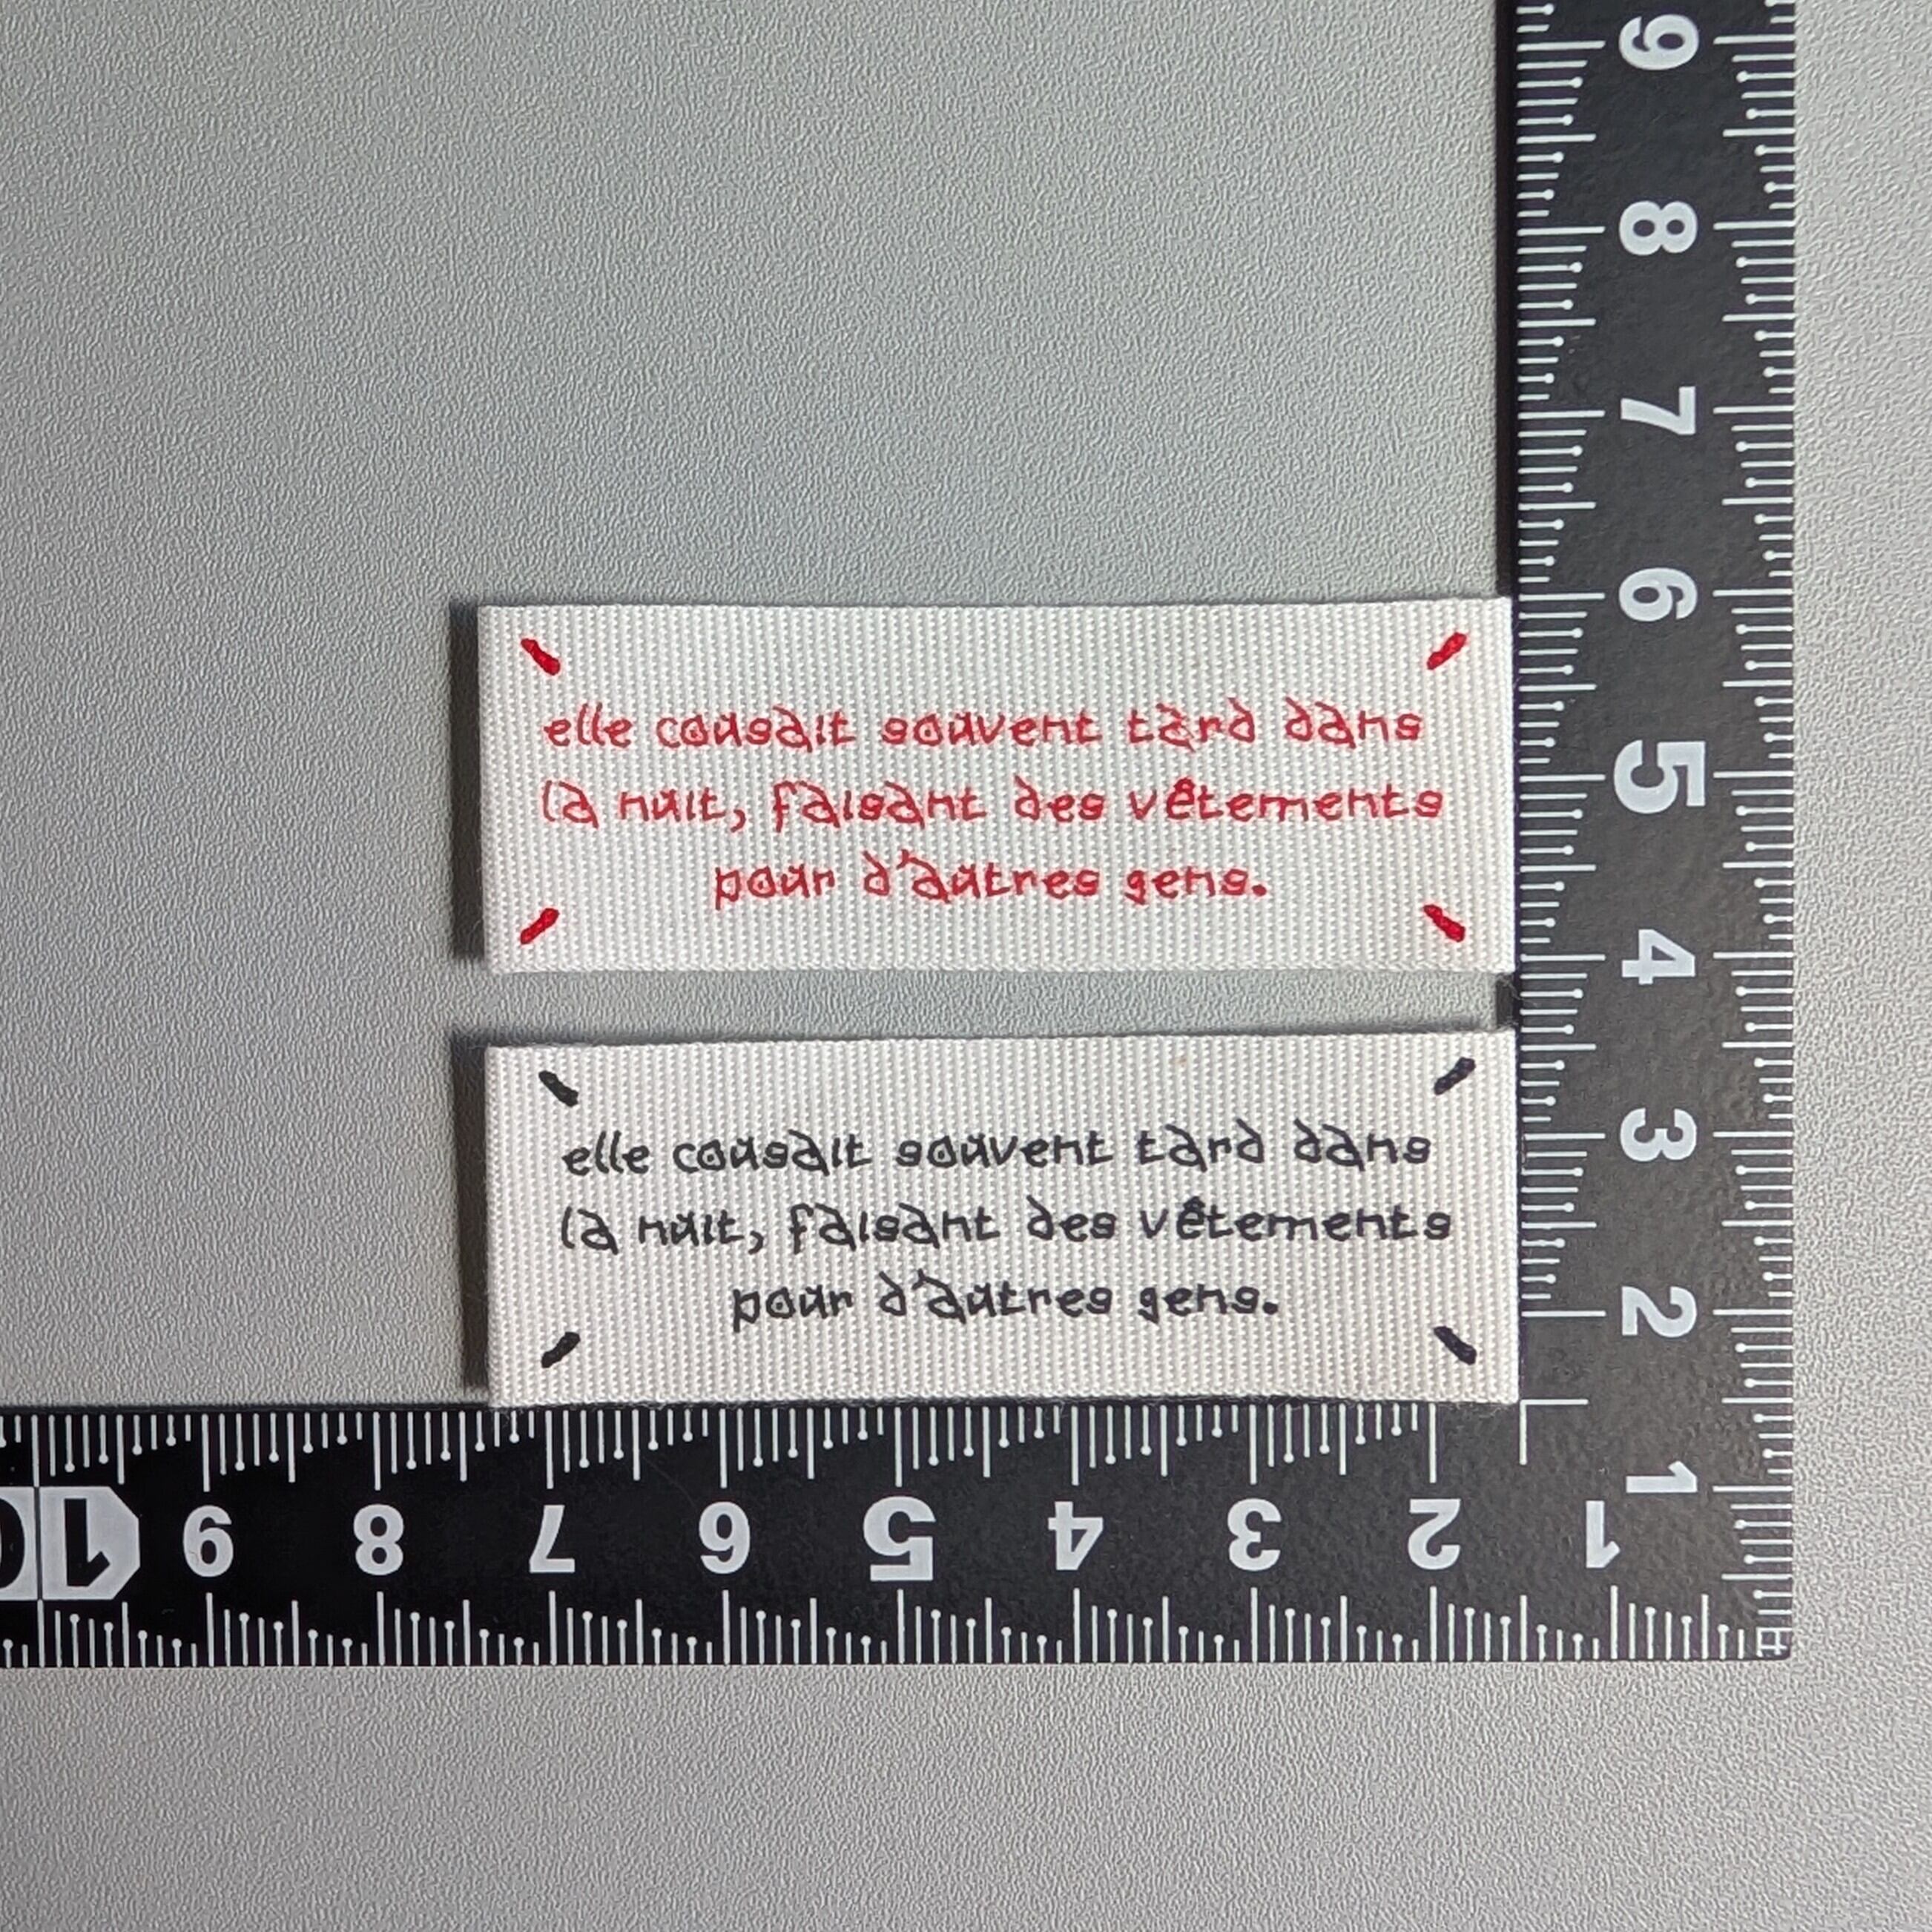 elle cousait souvent tard dans
la nuit, faisant des vêtements
pour d'autres gens.
elle cousait souvent tard dans
la nuit, faisant des vêtements
pour d'autres gens.
9
8
7
6
5
4
3
2
1
10 9 8 7 6 5 4 3 2 1